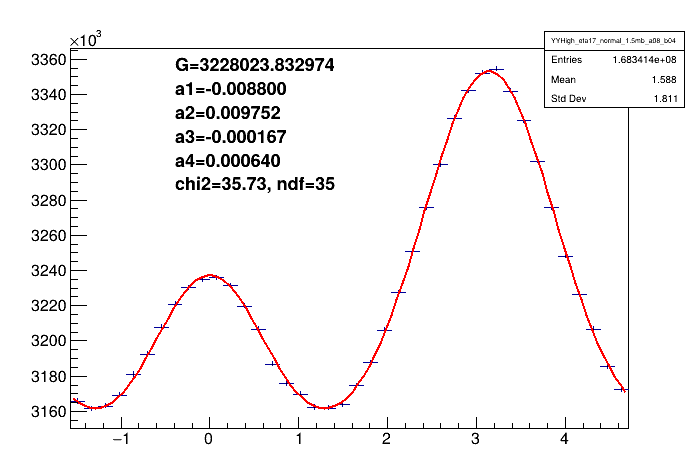 ×10³
YYHigh_eta17_normal_1.5mb_a08_b04
Entries 1.683414e+08
Mean 1.588
Std Dev 1.811
G=3228023.832974
a1=-0.008800
a2=0.009752
a3=-0.000167
a4=0.000640
chi2=35.73, ndf=35
3360
3340
3320
3300
3280
3260
3240
3220
3200
3180
3160
−1 0 1 2 3 4